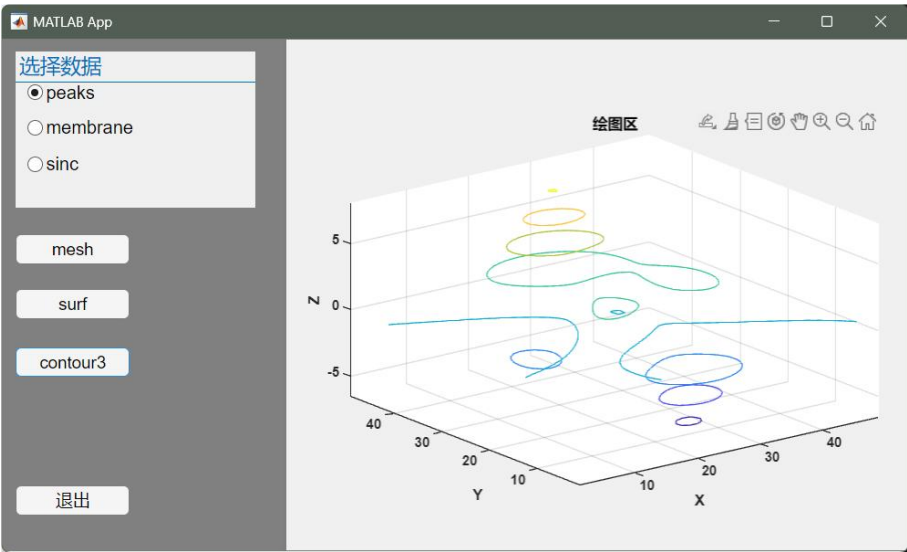 MATLAB App
选择数据
peaks
membrane
sinc
mesh
surf
contour3
退出
绘图区
Z
5
0
-5
40
30
20
10
Y
10
20
30
40
X